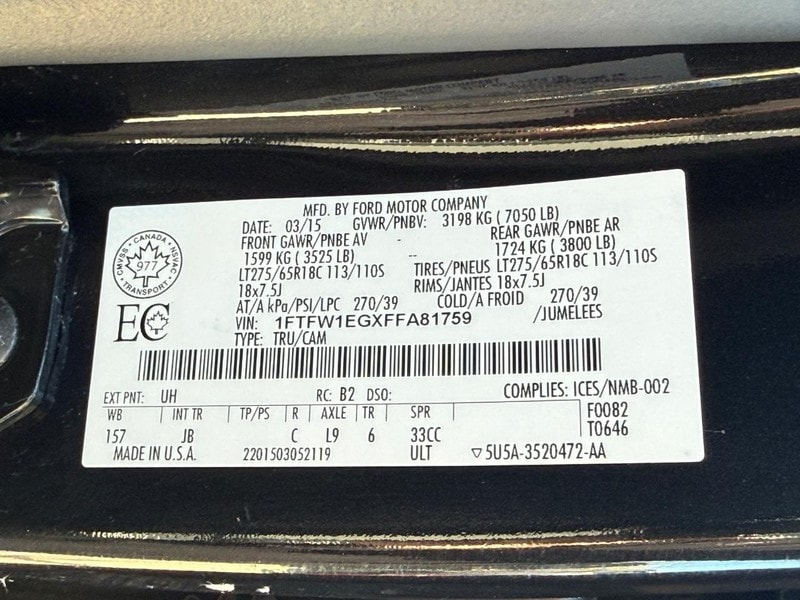 MFD. BY FORD MOTOR COMPANY
DATE: 03/15 GVWR/PNBV: 3198 KG ( 7050 LB)
FRONT GAWR/PNBE AV - REAR GAWR/PNBE AR
1599 KG ( 3525 LB) -- 1724 KG ( 3800 LB)
LT275/65R18C 113/110S TIRES/PNEUS LT275/65R18C 113/110S
18x7.5J RIMS/JANTES 18x7.5J
AT/A kPa/PSI/LPC 270/39 COLD/A FROID 270/39
VIN: 1FTFW1EGXFFA81759 /JUMELEES
TYPE: TRU/CAM
CANADA
CMVSS NSVAC
977
TRANSPORT
EC
EXT PNT: UH RC: B2 DSO: COMPLIES: ICES/NMB-002
WB | INT TR | TP/PS | R | AXLE | TR | SPR F0082
157 JB C L9 6 33CC T0646
MADE IN U.S.A. 2201503052119 ULT ▽5U5A-3520472-AA